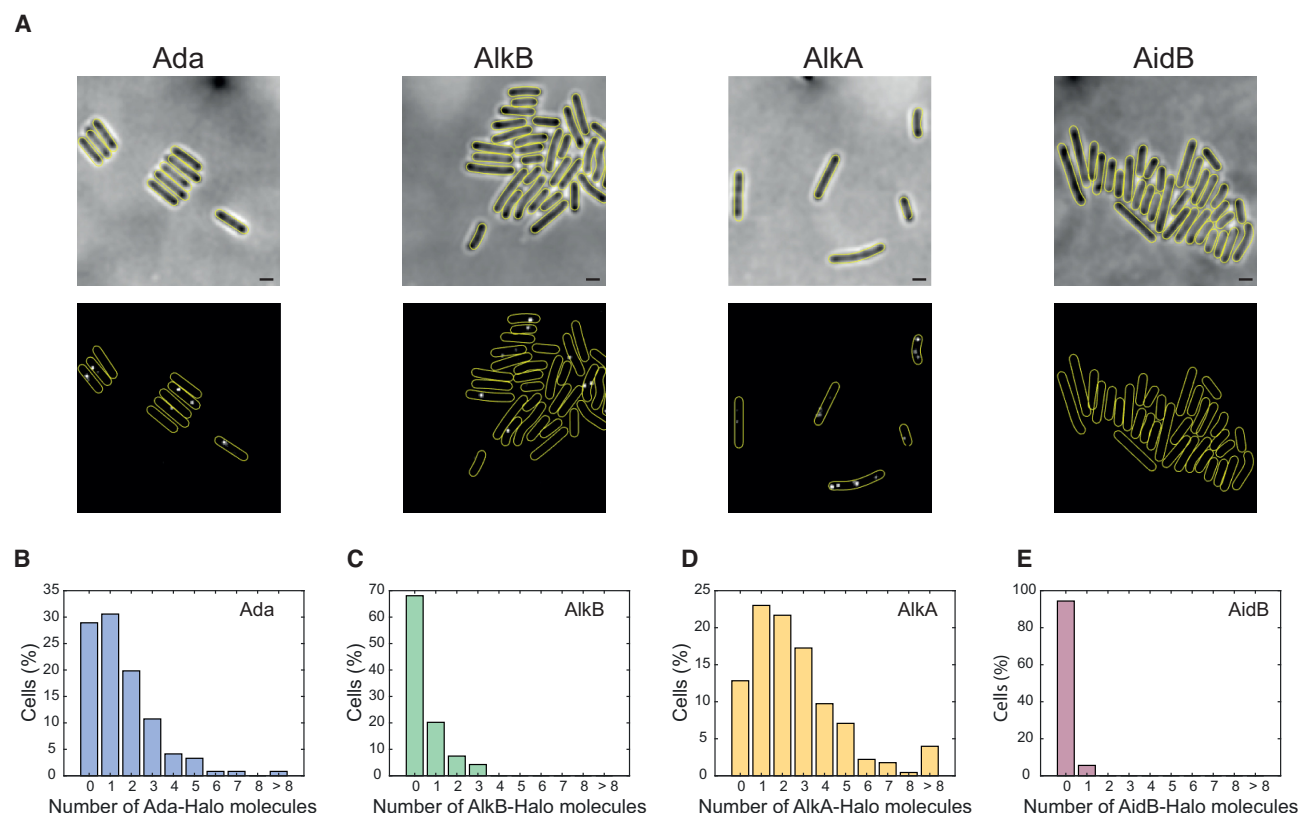 A
Ada
AlkB
AlkA
AidB
B
C
D
E
35
30
25
20
15
10
5
0
Cells (%)
Ada
0 1 2 3 4 5 6 7 8 > 8
Number of Ada-Halo molecules
70
60
50
40
30
20
10
0
Cells (%)
AlkB
0 1 2 3 4 5 6 7 8 > 8
Number of AlkB-Halo molecules
25
20
15
10
5
0
Cells (%)
AlkA
0 1 2 3 4 5 6 7 8 > 8
Number of AlkA-Halo molecules
100
80
60
40
20
0
Cells (%)
AidB
0 1 2 3 4 5 6 7 8 > 8
Number of AidB-Halo molecules